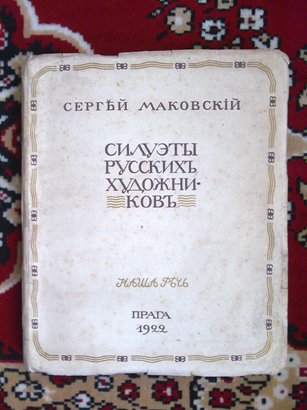 СЕРГѢЙ МАКОВСКІЙ
СИЛУЭТЫ
РУССКИХЪ
ХУДОЖНИ-
КОВЪ
НАША РѢЧЬ
ПРАГА
1922